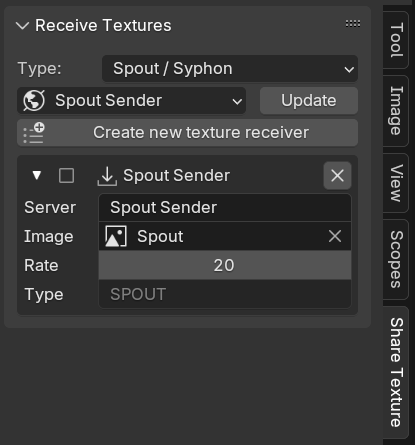 Receive Textures
Type: Spout / Syphon
Spout Sender Update
Create new texture receiver
Spout Sender
Server Spout Sender
Image Spout
Rate 20
Type SPOUT
Tool
Image
View
Scopes
Share Texture